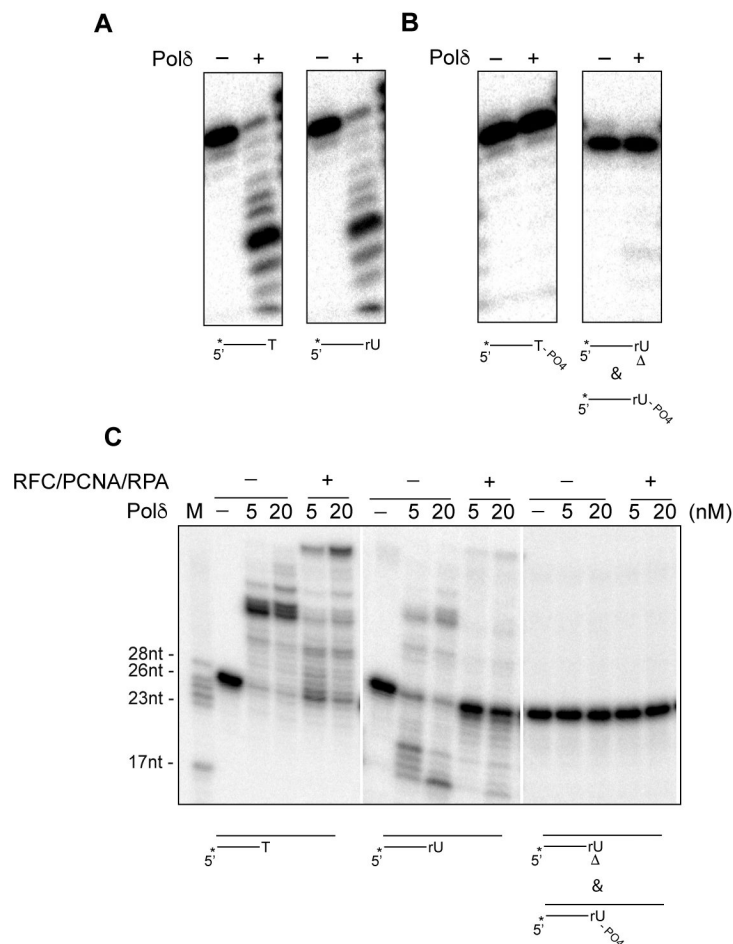 A
B
Polδ – + – +
Polδ – + – +
* 5' T
* 5' rU
* 5' T-PO4
* 5' rU Δ
&
* 5' rU-PO4
C
RFC/PCNA/RPA – + – + – +
Polδ M – 5 20 5 20 – 5 20 5 20 – 5 20 5 20 (nM)
28nt -
26nt -
23nt -
17nt -
* 5' T
* 5' rU
* 5' rU Δ
&
* 5' rU-PO4